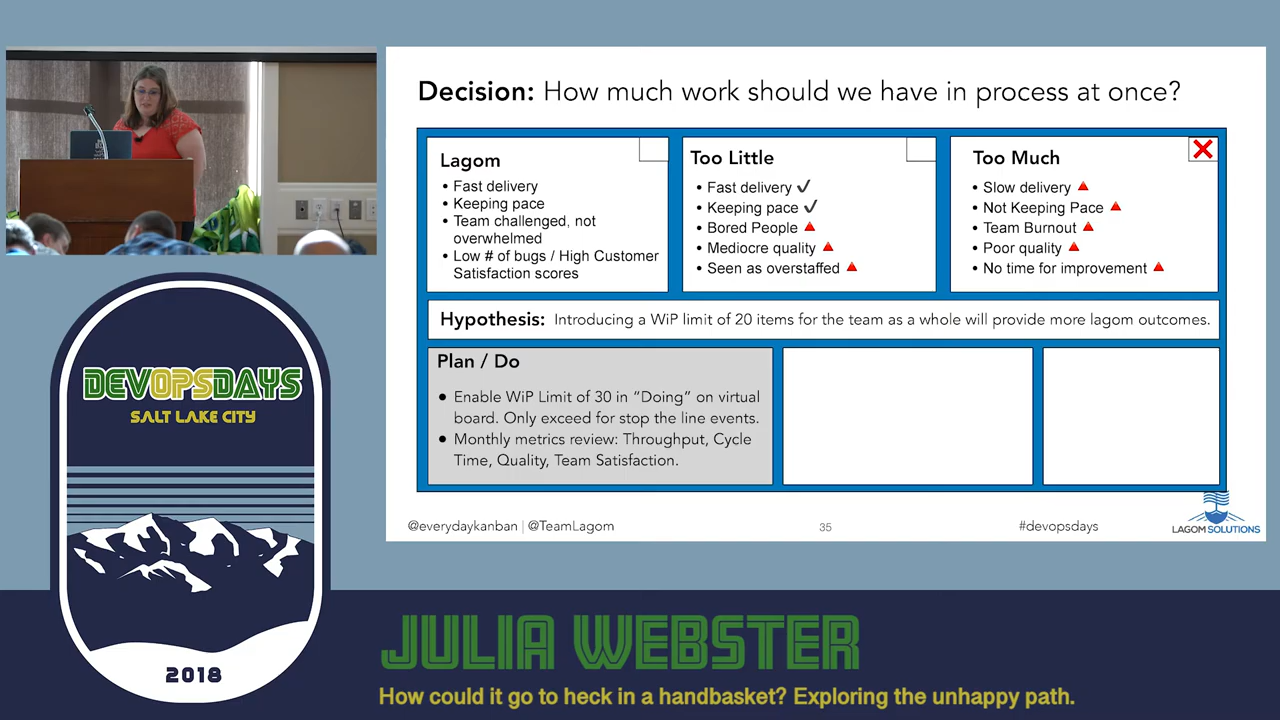 Decision: How much work should we have in process at once?
Lagom
• Fast delivery
• Keeping pace
• Team challenged, not
overwhelmed
• Low # of bugs / High Customer
Satisfaction scores
Too Little
• Fast delivery ✓
• Keeping pace ✓
• Bored People
• Mediocre quality
• Seen as overstaffed
Too Much
• Slow delivery
• Not Keeping Pace
• Team Burnout
• Poor quality
• No time for improvement
Hypothesis: Introducing a WiP limit of 20 items for the team as a whole will provide more lagom outcomes.
Plan / Do
● Enable WiP Limit of 30 in “Doing” on virtual
board. Only exceed for stop the line events.
● Monthly metrics review: Throughput, Cycle
Time, Quality, Team Satisfaction.
@everydaykanban | @TeamLagom
35
#devopsdays
LAGOM SOLUTIONS
DEVOPSDAYS
SALT LAKE CITY
2018
JULIA WEBSTER
How could it go to heck in a handbasket? Exploring the unhappy path.